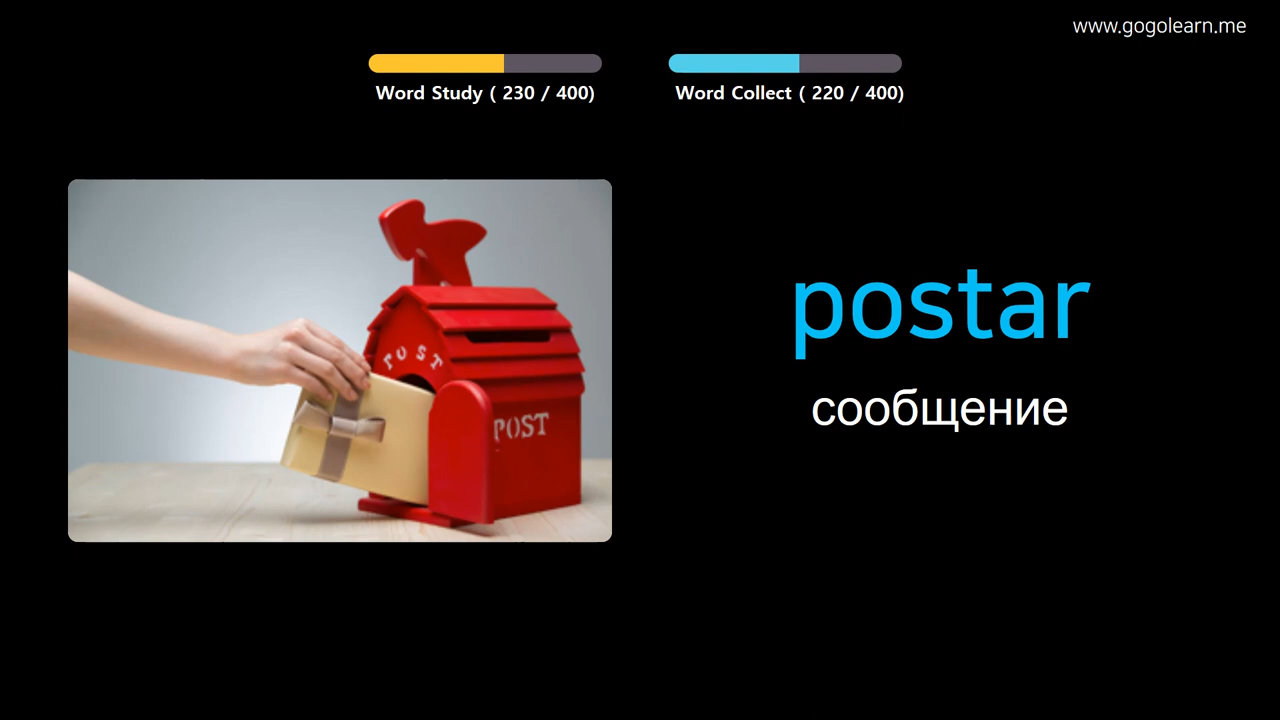 www.gogolearn.me
Word Study ( 230 / 400)
Word Collect ( 220 / 400)
POST
POST
postar
сообщение